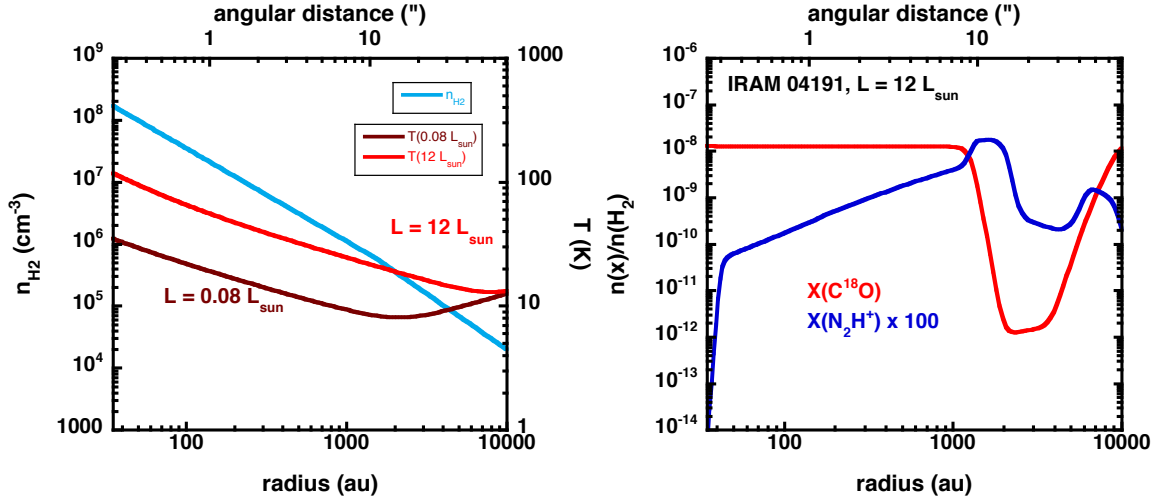 angular distance (")
1 10
10⁹
10⁸
10⁷
10⁶
10⁵
10⁴
1000
n_H2 (cm⁻³)
n_H2
T(0.08 L_sun)
T(12 L_sun)
L = 12 L_sun
L = 0.08 L_sun
1000
100
10
1
T (K)
100 1000 10000
radius (au)
angular distance (")
1 10
10⁻⁶
10⁻⁷
10⁻⁸
10⁻⁹
10⁻¹⁰
10⁻¹¹
10⁻¹²
10⁻¹³
10⁻¹⁴
n(x)/n(H₂)
IRAM 04191, L = 12 L_sun
X(C¹⁸O)
X(N₂H⁺) x 100
100 1000 10000
radius (au)